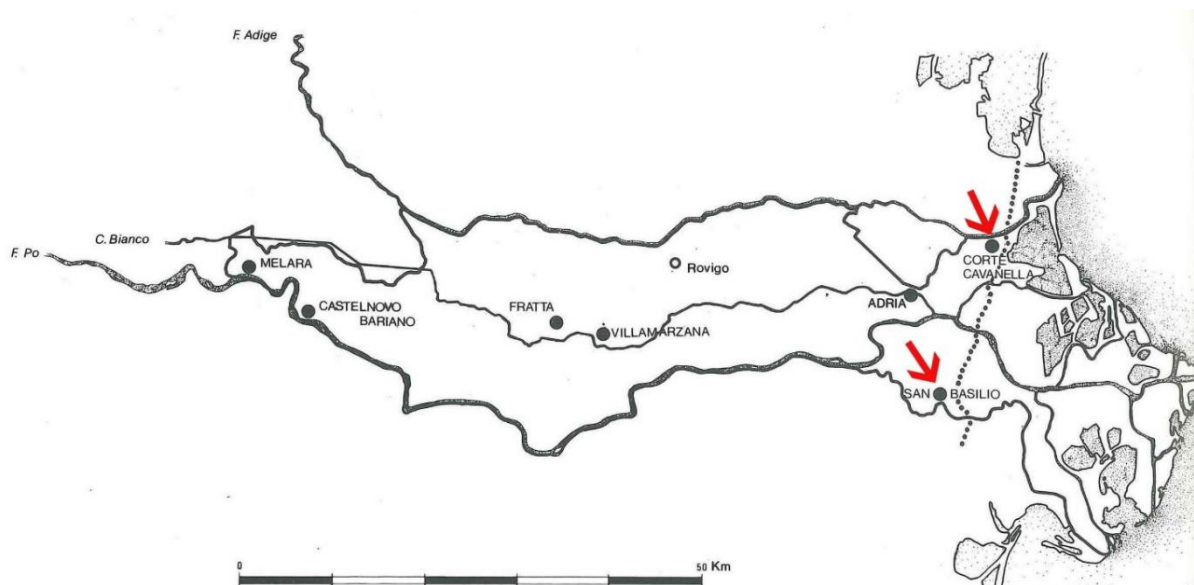 F. Adige
C. Bianco
F. Po
MELARA
CASTELNOVO
BARIANO
FRATTA
VILLAMARZANA
Rovigo
ADRIA
CORTE
CAVANELLA
SAN BASILIO
0
50 Km